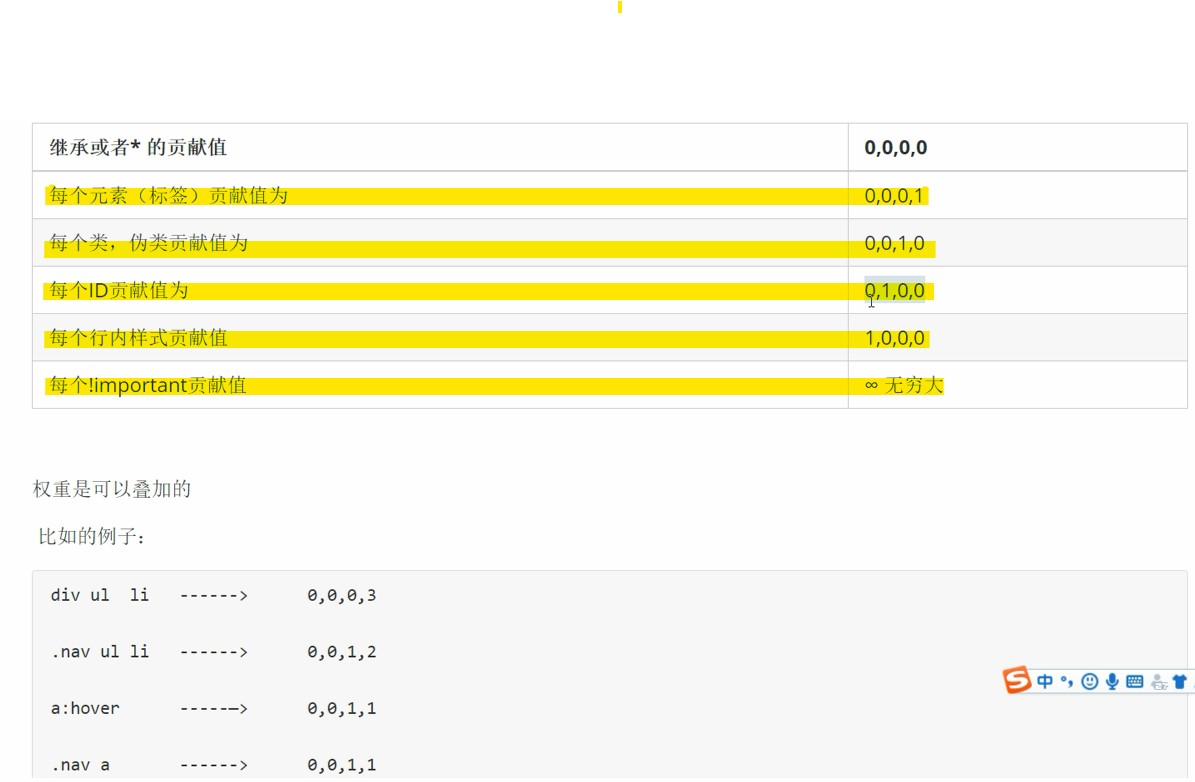 继承或者* 的贡献值 0,0,0,0
每个元素（标签）贡献值为 0,0,0,1
每个类，伪类贡献值为 0,0,1,0
每个ID贡献值为 0,1,0,0
每个行内样式贡献值 1,0,0,0
每个!important贡献值 ∞ 无穷大
权重是可以叠加的
比如的例子：
div ul  li   ------>      0,0,0,3
.nav ul li   ------>      0,0,1,2
a:hover      -----—>      0,0,1,1
.nav a       ------>      0,0,1,1
中